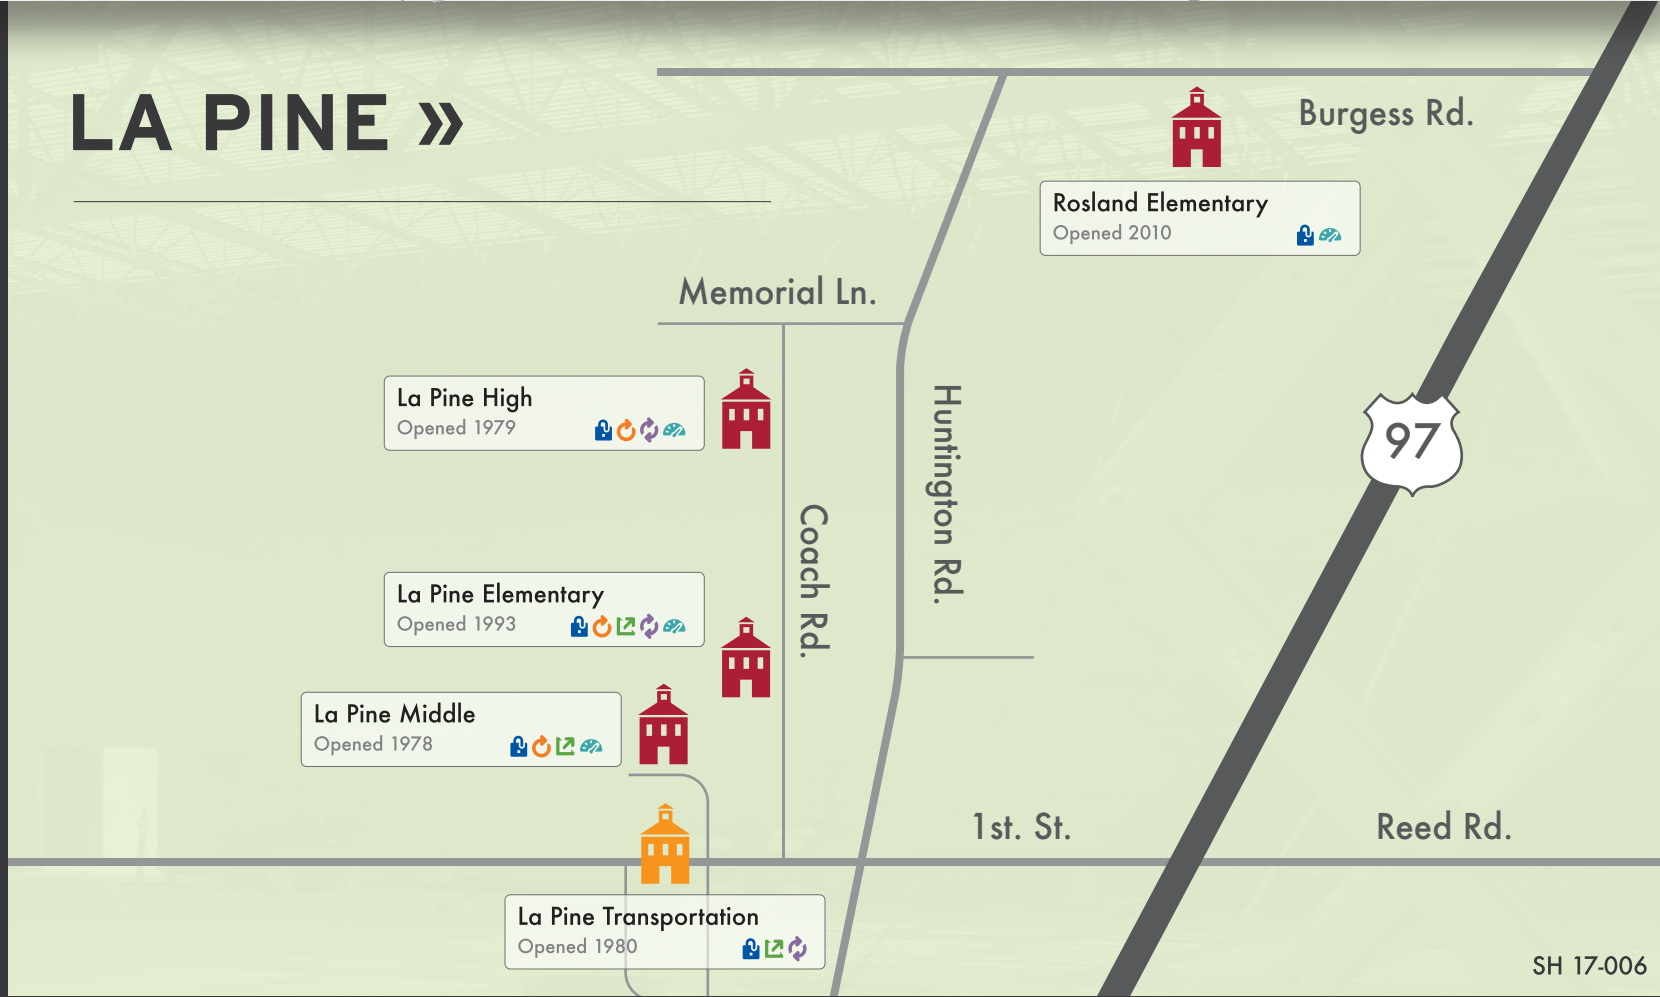 LA PINE »
Burgess Rd.
Rosland Elementary
Opened 2010
Memorial Ln.
La Pine High
Opened 1979
Huntington Rd.
97
Coach Rd.
La Pine Elementary
Opened 1993
La Pine Middle
Opened 1978
1st. St.
Reed Rd.
La Pine Transportation
Opened 1980
SH 17-006